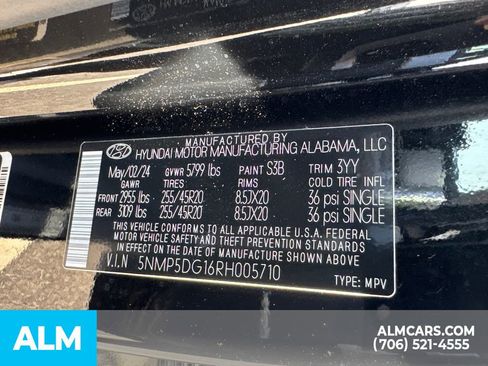 MANUFACTURED BY
HYUNDAI MOTOR MANUFACTURING ALABAMA, LLC
May/02/24 GVWR 5799 lbs PAINT S3B TRIM 3YY
GAWR TIRES RIMS COLD TIRE INFL
FRONT 2955 lbs 255/45R20 8.5JX20 36 psi SINGLE
REAR 3109 lbs 255/45R20 8.5JX20 36 psi SINGLE
THIS VEHICLE CONFORMS TO ALL APPLICABLE U.S.A. FEDERAL
MOTOR VEHICLE SAFETY, BUMPER, AND THEFT PREVENTION STANDARDS
IN EFFECT ON THE DATE OF MANUFACTURE SHOWN ABOVE.
V.I.N 5NMP5DG16RH005710
TYPE: MPV
ALM
ALMCARS.COM
(706) 521-4555